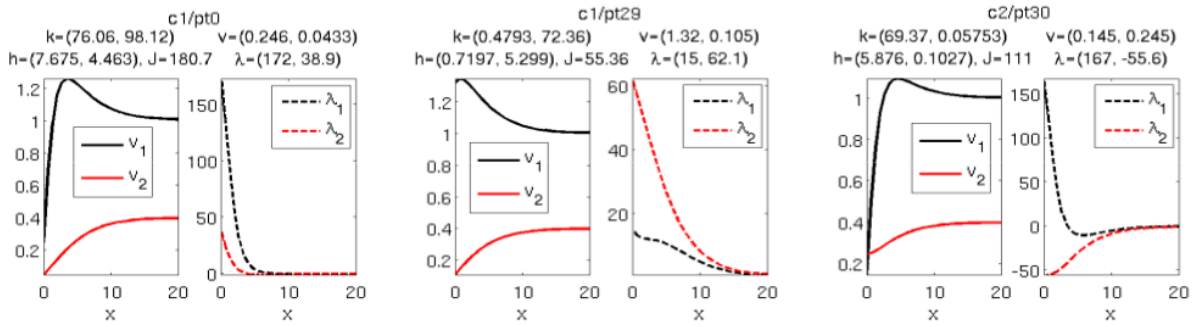 c1/pt0
k=(76.06, 98.12) v=(0.246, 0.0433)
h=(7.675, 4.463), J=180.7 λ=(172, 38.9)
1.2
1
0.8
0.6
0.4
0.2
v1
v2
0 10 20
x
150
100
50
0
λ1
λ2
0 10 20
x
c1/pt29
k=(0.4793, 72.36) v=(1.32, 0.105)
h=(0.7197, 5.299), J=55.36 λ=(15, 62.1)
1.2
1
0.8
0.6
0.4
0.2
v1
v2
0 10 20
x
60
40
20
λ1
λ2
0 10 20
x
c2/pt30
k=(69.37, 0.05753) v=(0.145, 0.245)
h=(5.876, 0.1027), J=111 λ=(167, -55.6)
1
0.8
0.6
0.4
0.2
v1
v2
0 10 20
x
150
100
50
0
-50
λ1
λ2
0 10 20
x